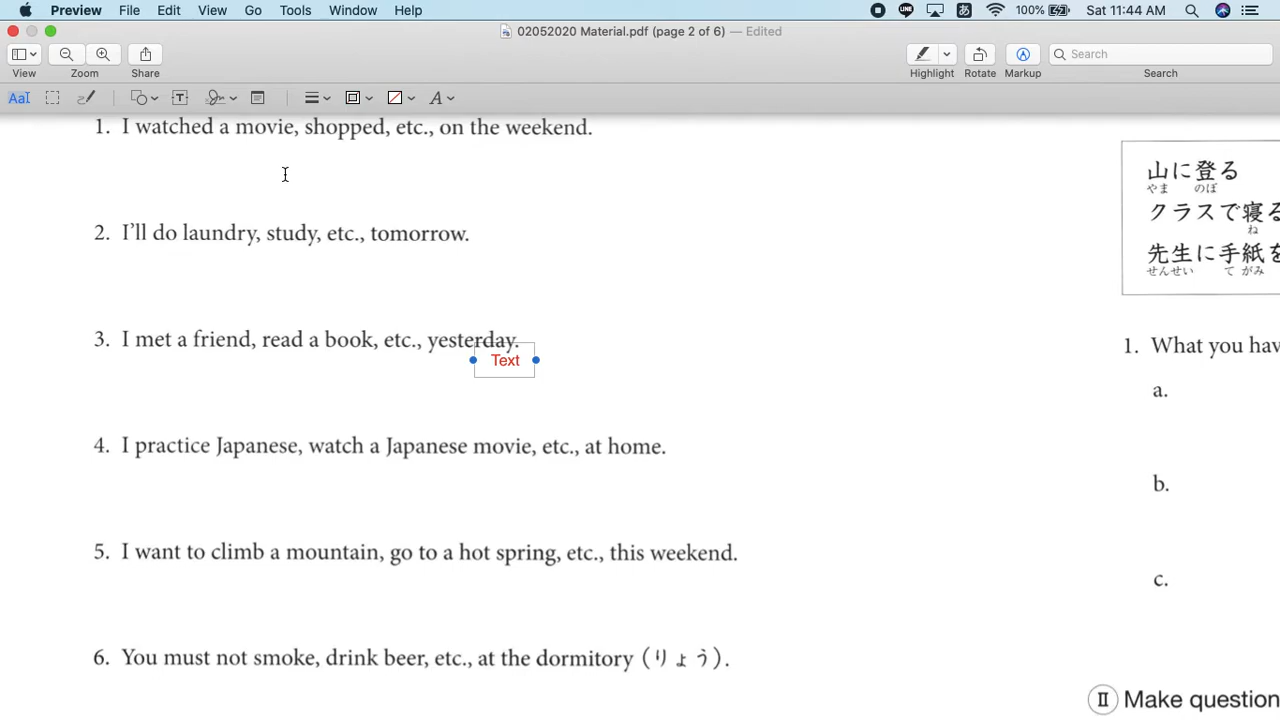 Preview File Edit View Go Tools Window Help 100% Sat 11:44 AM
02052020 Material.pdf (page 2 of 6) — Edited
View Zoom Share Highlight Rotate Markup Search
Search
1. I watched a movie, shopped, etc., on the weekend.
2. I'll do laundry, study, etc., tomorrow.
3. I met a friend, read a book, etc., yesterday.
Text
4. I practice Japanese, watch a Japanese movie, etc., at home.
5. I want to climb a mountain, go to a hot spring, etc., this weekend.
6. You must not smoke, drink beer, etc., at the dormitory (りょう).
山に登る
やま のぼ
クラスで寝る
ね
先生に手紙を
せんせい て がみ
1. What you hav
a.
b.
c.
II Make question